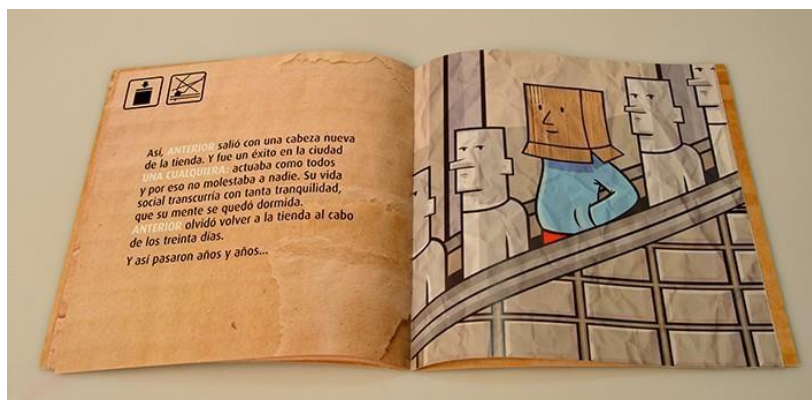 Así, ANTERIOR salió con una cabeza nueva
de la tienda. Y fue un éxito en la ciudad
UNA CUALQUIERA: actuaba como todos
y por eso no molestaba a nadie. Su vida
social transcurría con tanta tranquilidad,
que su mente se quedó dormida.
ANTERIOR olvidó volver a la tienda al cabo
de los treinta días.
Y así pasaron años y años...